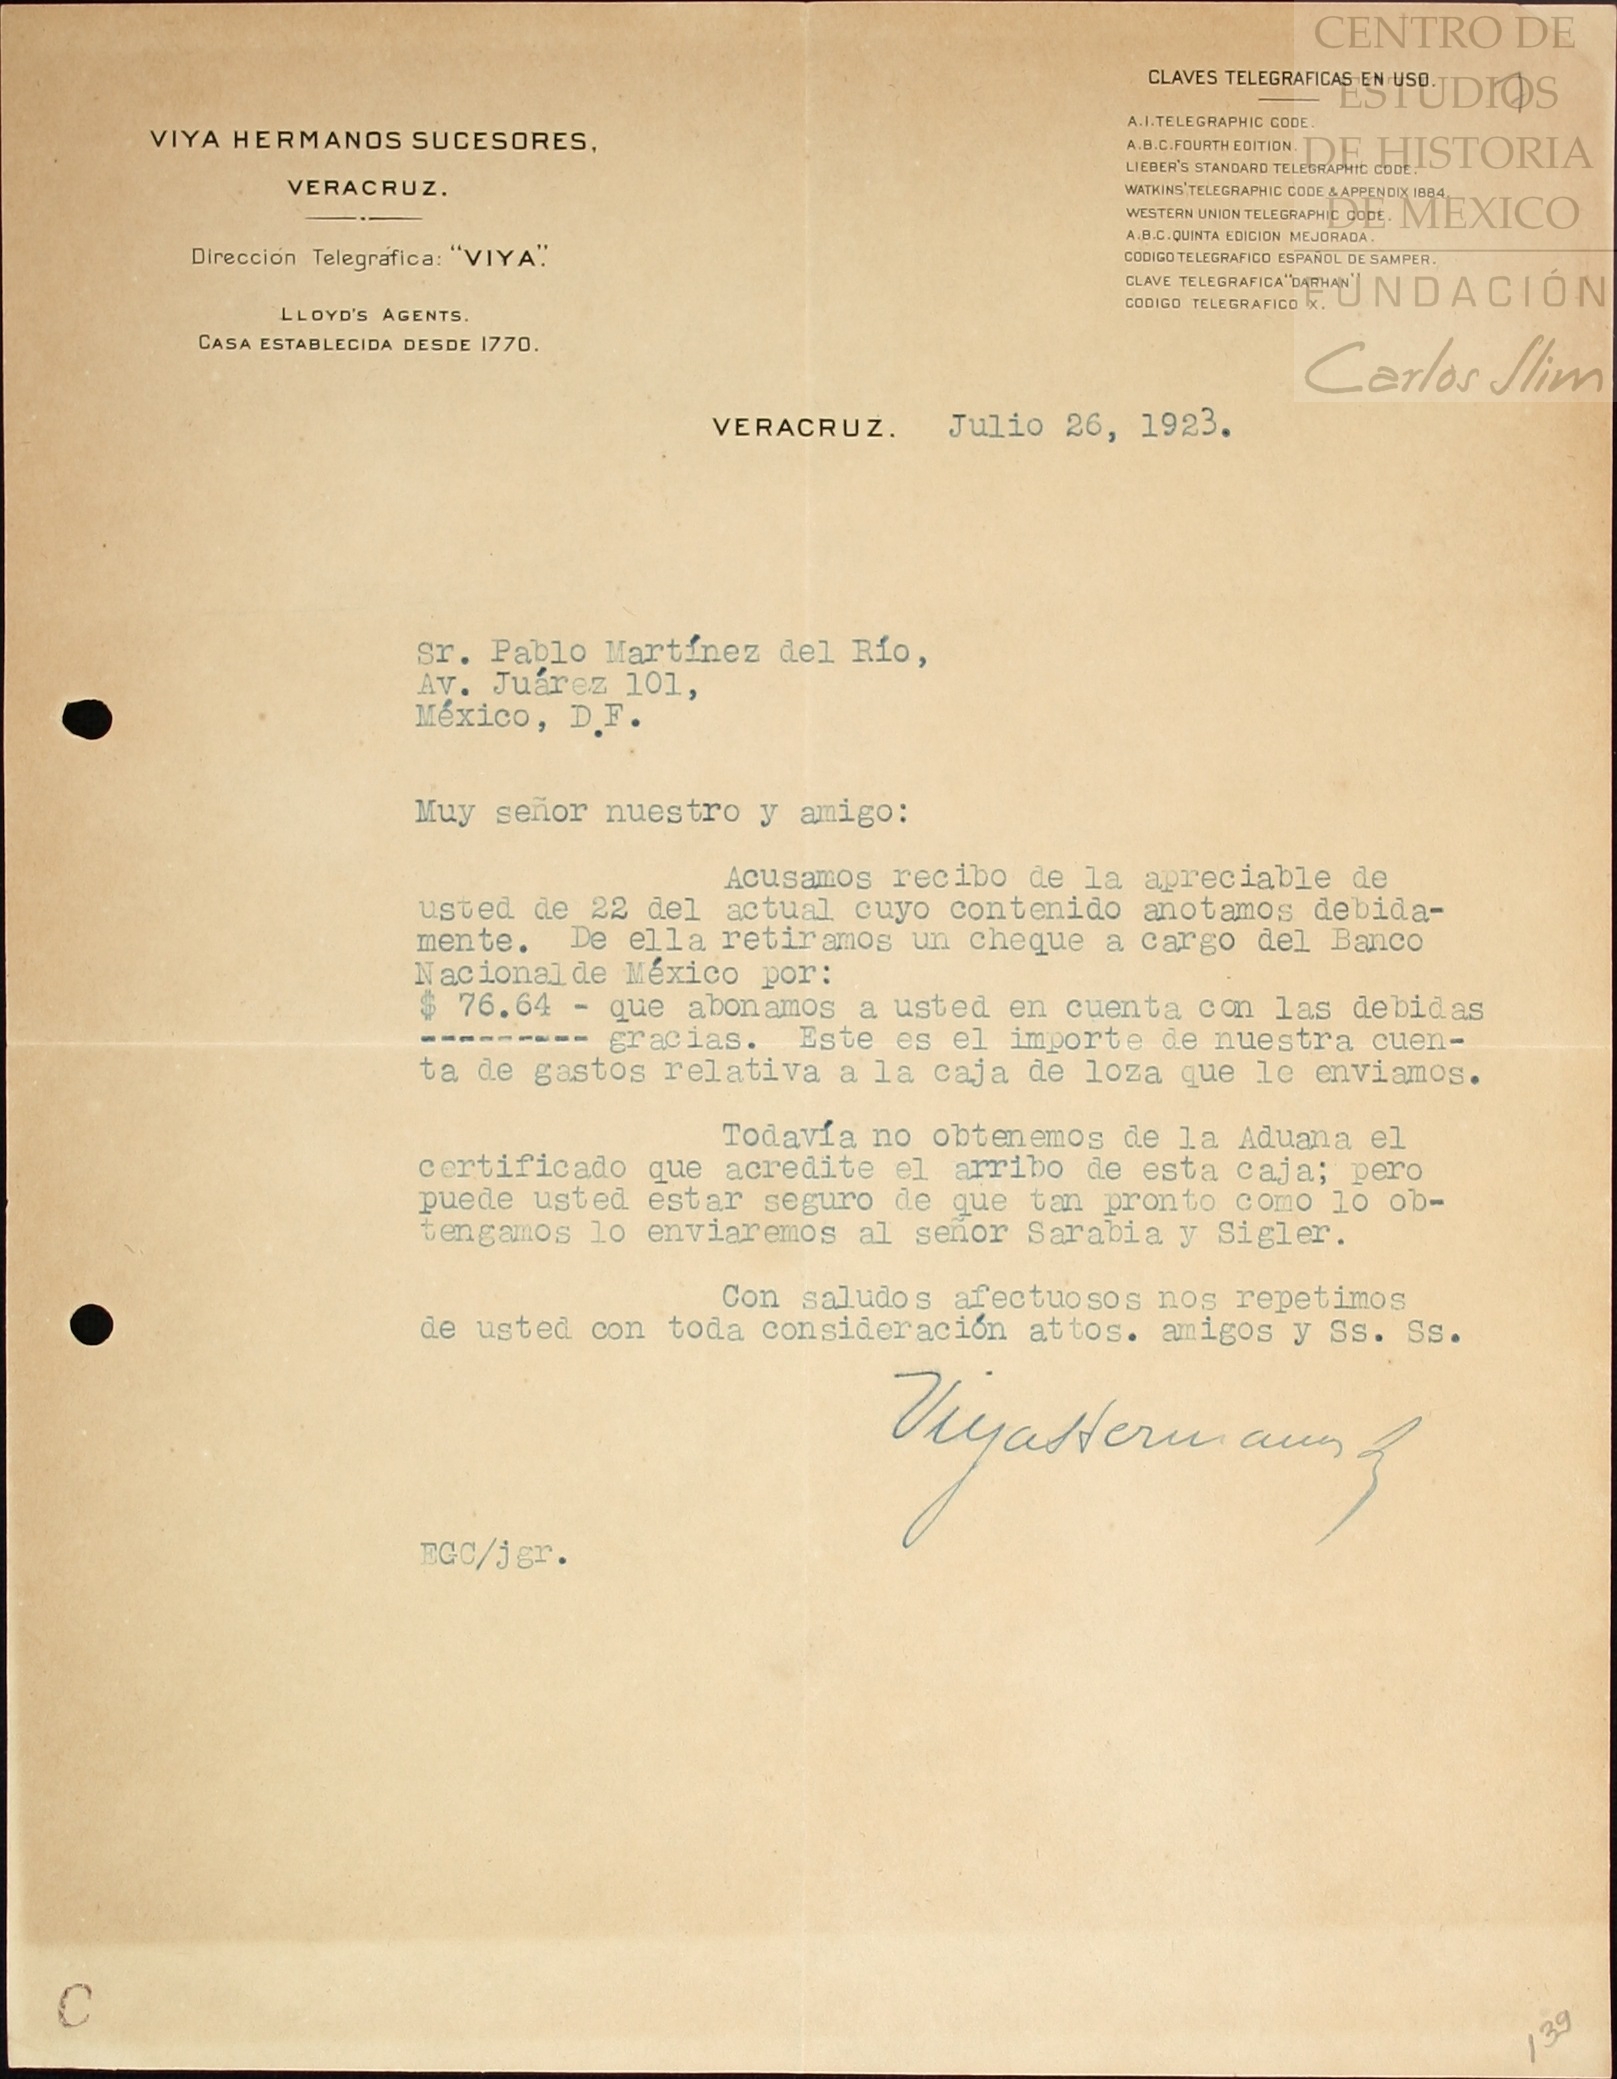 CENTRO DE
ESTUDIOS
DE HISTORIA
DE MEXICO
FUNDACIÓN
Carlos Slim
VIYA HERMANOS SUCESORES,
VERACRUZ.
Dirección Telegráfica: "VIYA".
LLOYD'S AGENTS.
CASA ESTABLECIDA DESDE 1770.
CLAVES TELEGRAFICAS EN USO.
A.I. TELEGRAPHIC CODE.
A.B.C. FOURTH EDITION.
LIEBER'S STANDARD TELEGRAPHIC CODE.
WATKINS' TELEGRAPHIC CODE & APPENDIX 1884.
WESTERN UNION TELEGRAPHIC CODE.
A.B.C. QUINTA EDICION MEJORADA.
CODIGO TELEGRAFICO ESPAÑOL DE SAMPER.
CLAVE TELEGRAFICA "DARHAN"
CODIGO TELEGRAFICO X.
VERACRUZ. Julio 26, 1923.
Sr. Pablo Martínez del Río,
Av. Juárez 101,
México, D.F.
Muy señor nuestro y amigo:
Acusamos recibo de la apreciable de
usted de 22 del actual cuyo contenido anotamos debida-
mente. De ella retiramos un cheque a cargo del Banco
Nacionalde México por:
$ 76.64 - que abonamos a usted en cuenta con las debidas
--------- gracias. Este es el importe de nuestra cuen-
ta de gastos relativa a la caja de loza que le enviamos.
Todavía no obtenemos de la Aduana el
certificado que acredite el arribo de esta caja; pero
puede usted estar seguro de que tan pronto como lo ob-
tengamos lo enviaremos al señor Sarabia y Sigler.
Con saludos afectuosos nos repetimos
de usted con toda consideración attos. amigos y Ss. Ss.
Viya Hermanos
EGC/jgr.
C
139